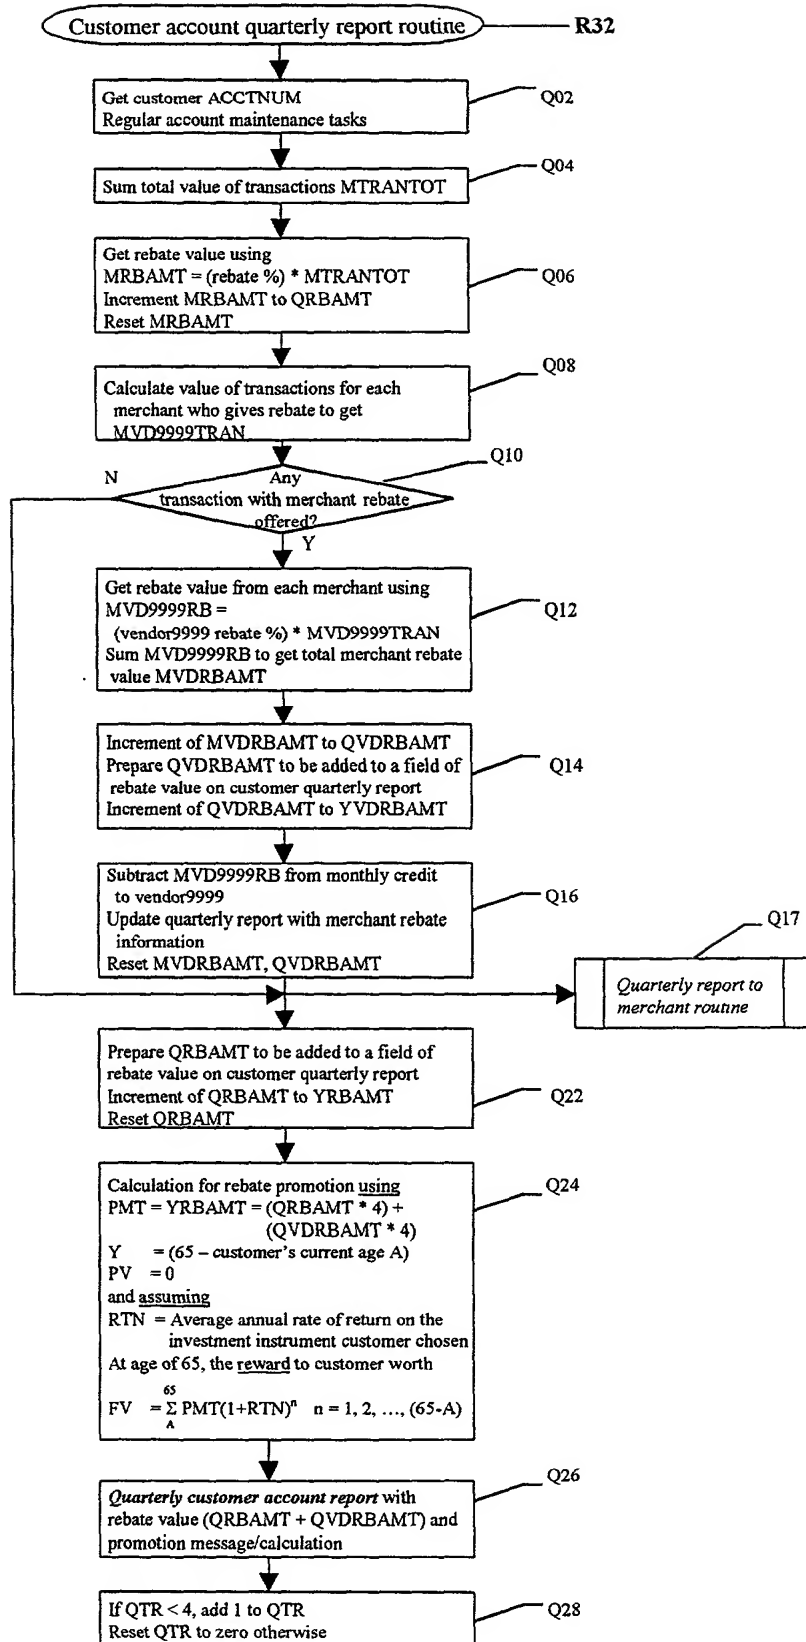 Customer account quarterly report routine
R32
Get customer ACCTNUM
Regular account maintenance tasks
Q02
Sum total value of transactions MTRANTOT
Q04
Get rebate value using
MRBAMT = (rebate %) * MTRANTOT
Increment MRBAMT to QRBAMT
Reset MRBAMT
Q06
Calculate value of transactions for each
merchant who gives rebate to get
MVD9999TRAN
Q08
Q10
N
Any
transaction with merchant rebate
offered?
Y
Get rebate value from each merchant using
MVD9999RB =
(vendor9999 rebate %) * MVD9999TRAN
Sum MVD9999RB to get total merchant rebate
value MVDRBAMT
Q12
Increment of MVDRBAMT to QVDRBAMT
Prepare QVDRBAMT to be added to a field of
rebate value on customer quarterly report
Increment of QVDRBAMT to YVDRBAMT
Q14
Subtract MVD9999RB from monthly credit
to vendor9999
Update quarterly report with merchant rebate
information
Reset MVDRBAMT, QVDRBAMT
Q16
Q17
Quarterly report to
merchant routine
Prepare QRBAMT to be added to a field of
rebate value on customer quarterly report
Increment of QRBAMT to YRBAMT
Reset QRBAMT
Q22
Calculation for rebate promotion using
PMT = YRBAMT = (QRBAMT * 4) +
(QVDRBAMT * 4)
Y = (65 – customer's current age A)
PV = 0
and assuming
RTN = Average annual rate of return on the
investment instrument customer chosen
At age of 65, the reward to customer worth
65
FV = Σ PMT(1+RTN)ⁿ n = 1, 2, ..., (65-A)
A
Q24
Quarterly customer account report with
rebate value (QRBAMT + QVDRBAMT) and
promotion message/calculation
Q26
If QTR < 4, add 1 to QTR
Reset QTR to zero otherwise
Q28